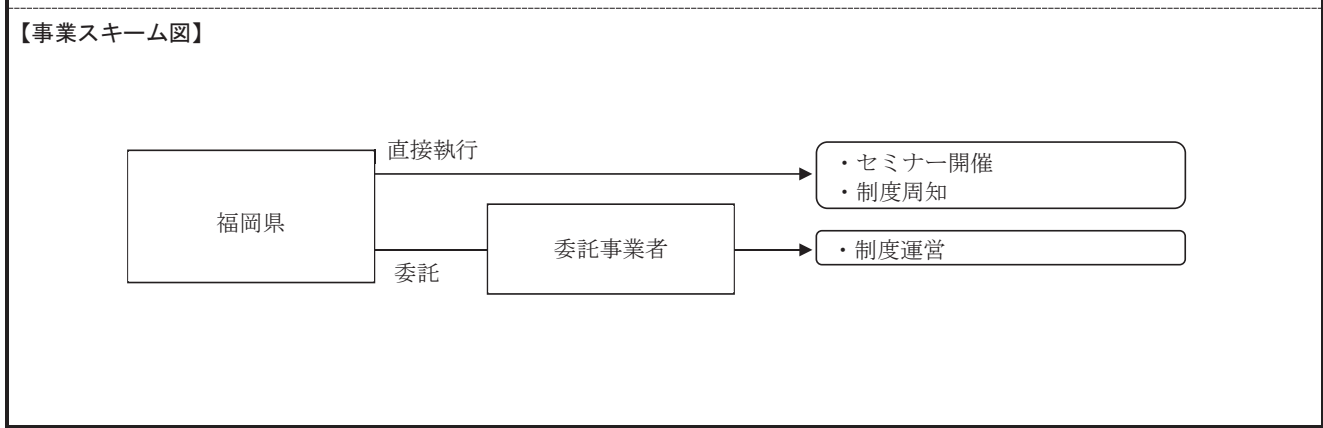 【事業スキーム図】
直接執行
・セミナー開催
・制度周知
福岡県
委託事業者
・制度運営
委託